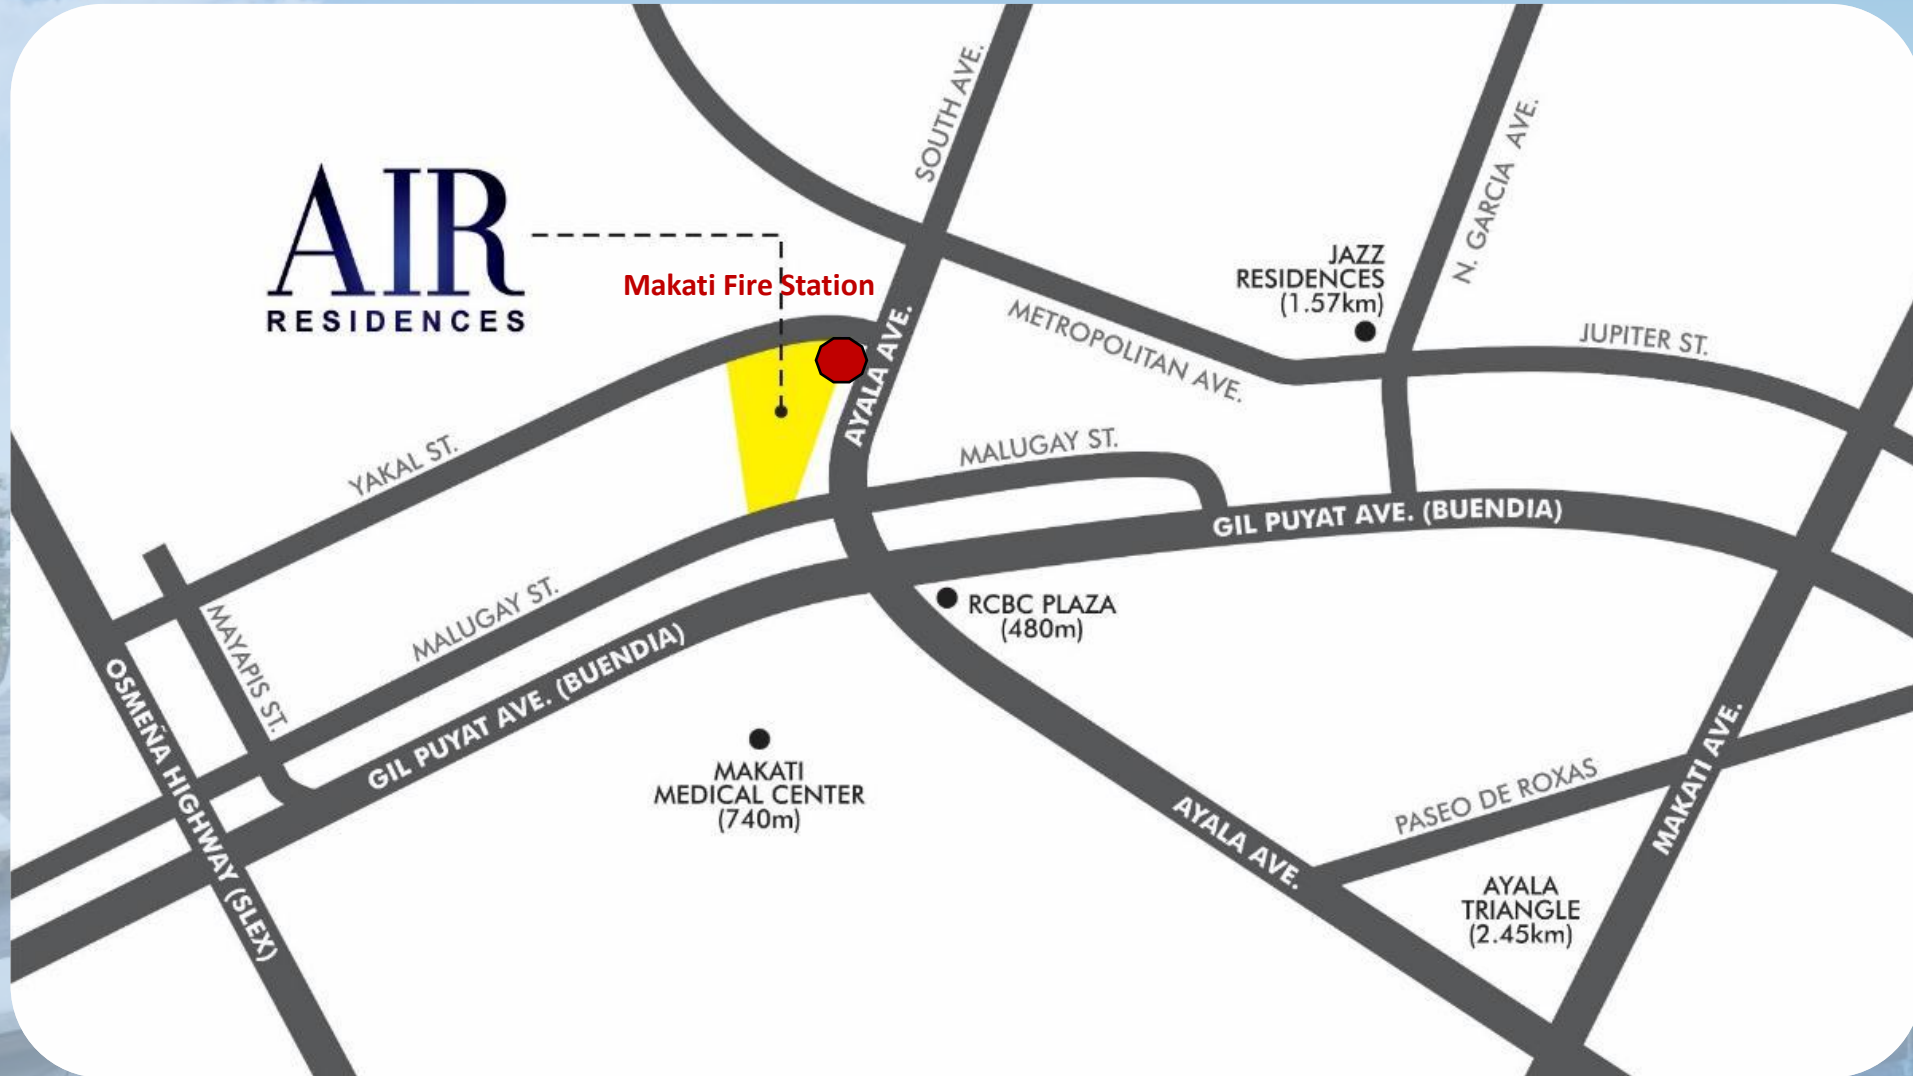 SOUTH AVE.
N. GARCIA AVE.
AIR
RESIDENCES
Makati Fire Station
JAZZ
RESIDENCES
(1.57km)
METROPOLITAN AVE.
JUPITER ST.
AYALA AVE.
YAKAL ST.
MALUGAY ST.
GIL PUYAT AVE. (BUENDIA)
RCBC PLAZA
(480m)
MAYAPIS ST.
MALUGAY ST.
GIL PUYAT AVE. (BUENDIA)
OSMEÑA HIGHWAY (SLEX)
MAKATI
MEDICAL CENTER
(740m)
AYALA AVE.
PASEO DE ROXAS
MAKATI AVE.
AYALA
TRIANGLE
(2.45km)